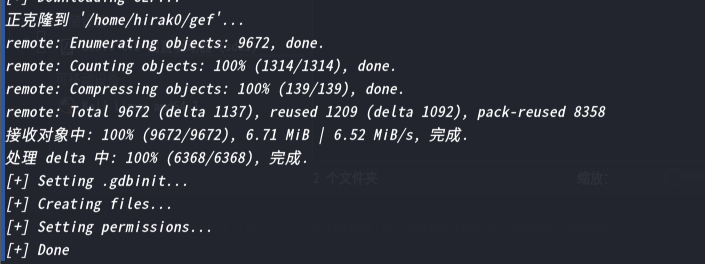 正克隆到 '/home/hirak0/gef'...
remote: Enumerating objects: 9672, done.
remote: Counting objects: 100% (1314/1314), done.
remote: Compressing objects: 100% (139/139), done.
remote: Total 9672 (delta 1137), reused 1209 (delta 1092), pack-reused 8358
接收对象中: 100% (9672/9672), 6.71 MiB | 6.52 MiB/s, 完成.
处理 delta 中: 100% (6368/6368), 完成.
[+] Setting .gdbinit...
2 个文件夹
缩放:
[+] Creating files...
[+] Setting permissions...
[+] Done